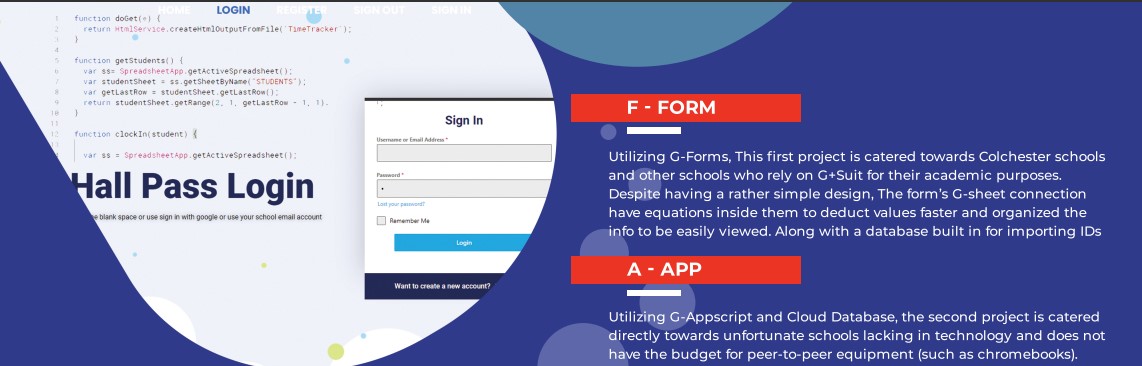 HOME LOGIN REGISTER SIGN OUT SIGN IN
1 function doGet(e) {
2 return HtmlService.createHtmlOutputFromFile('TimeTracker');
3 }
4
5 function getStudents() {
6 var ss= SpreadsheetApp.getActiveSpreadsheet();
7 var studentSheet = ss.getSheetByName("STUDENTS");
8 var getLastRow = studentSheet.getLastRow();
9 return studentSheet.getRange(2, 1, getLastRow - 1, 1).
10 }
11
12 function clockIn(student) {
var ss = SpreadsheetApp.getActiveSpreadsheet();
Hall Pass Login
blank space or use sign in with google or use your school email account
Sign In
Username or Email Address *
Password *
Lost your password?
Remember Me
Login
Want to create a new account?
F - FORM
Utilizing G-Forms, This first project is catered towards Colchester schools
and other schools who rely on G+Suit for their academic purposes.
Despite having a rather simple design, The form's G-sheet connection
have equations inside them to deduct values faster and organized the
info to be easily viewed. Along with a database built in for importing IDs
A - APP
Utilizing G-Appscript and Cloud Database, the second project is catered
directly towards unfortunate schools lacking in technology and does not
have the budget for peer-to-peer equipment (such as chromebooks).